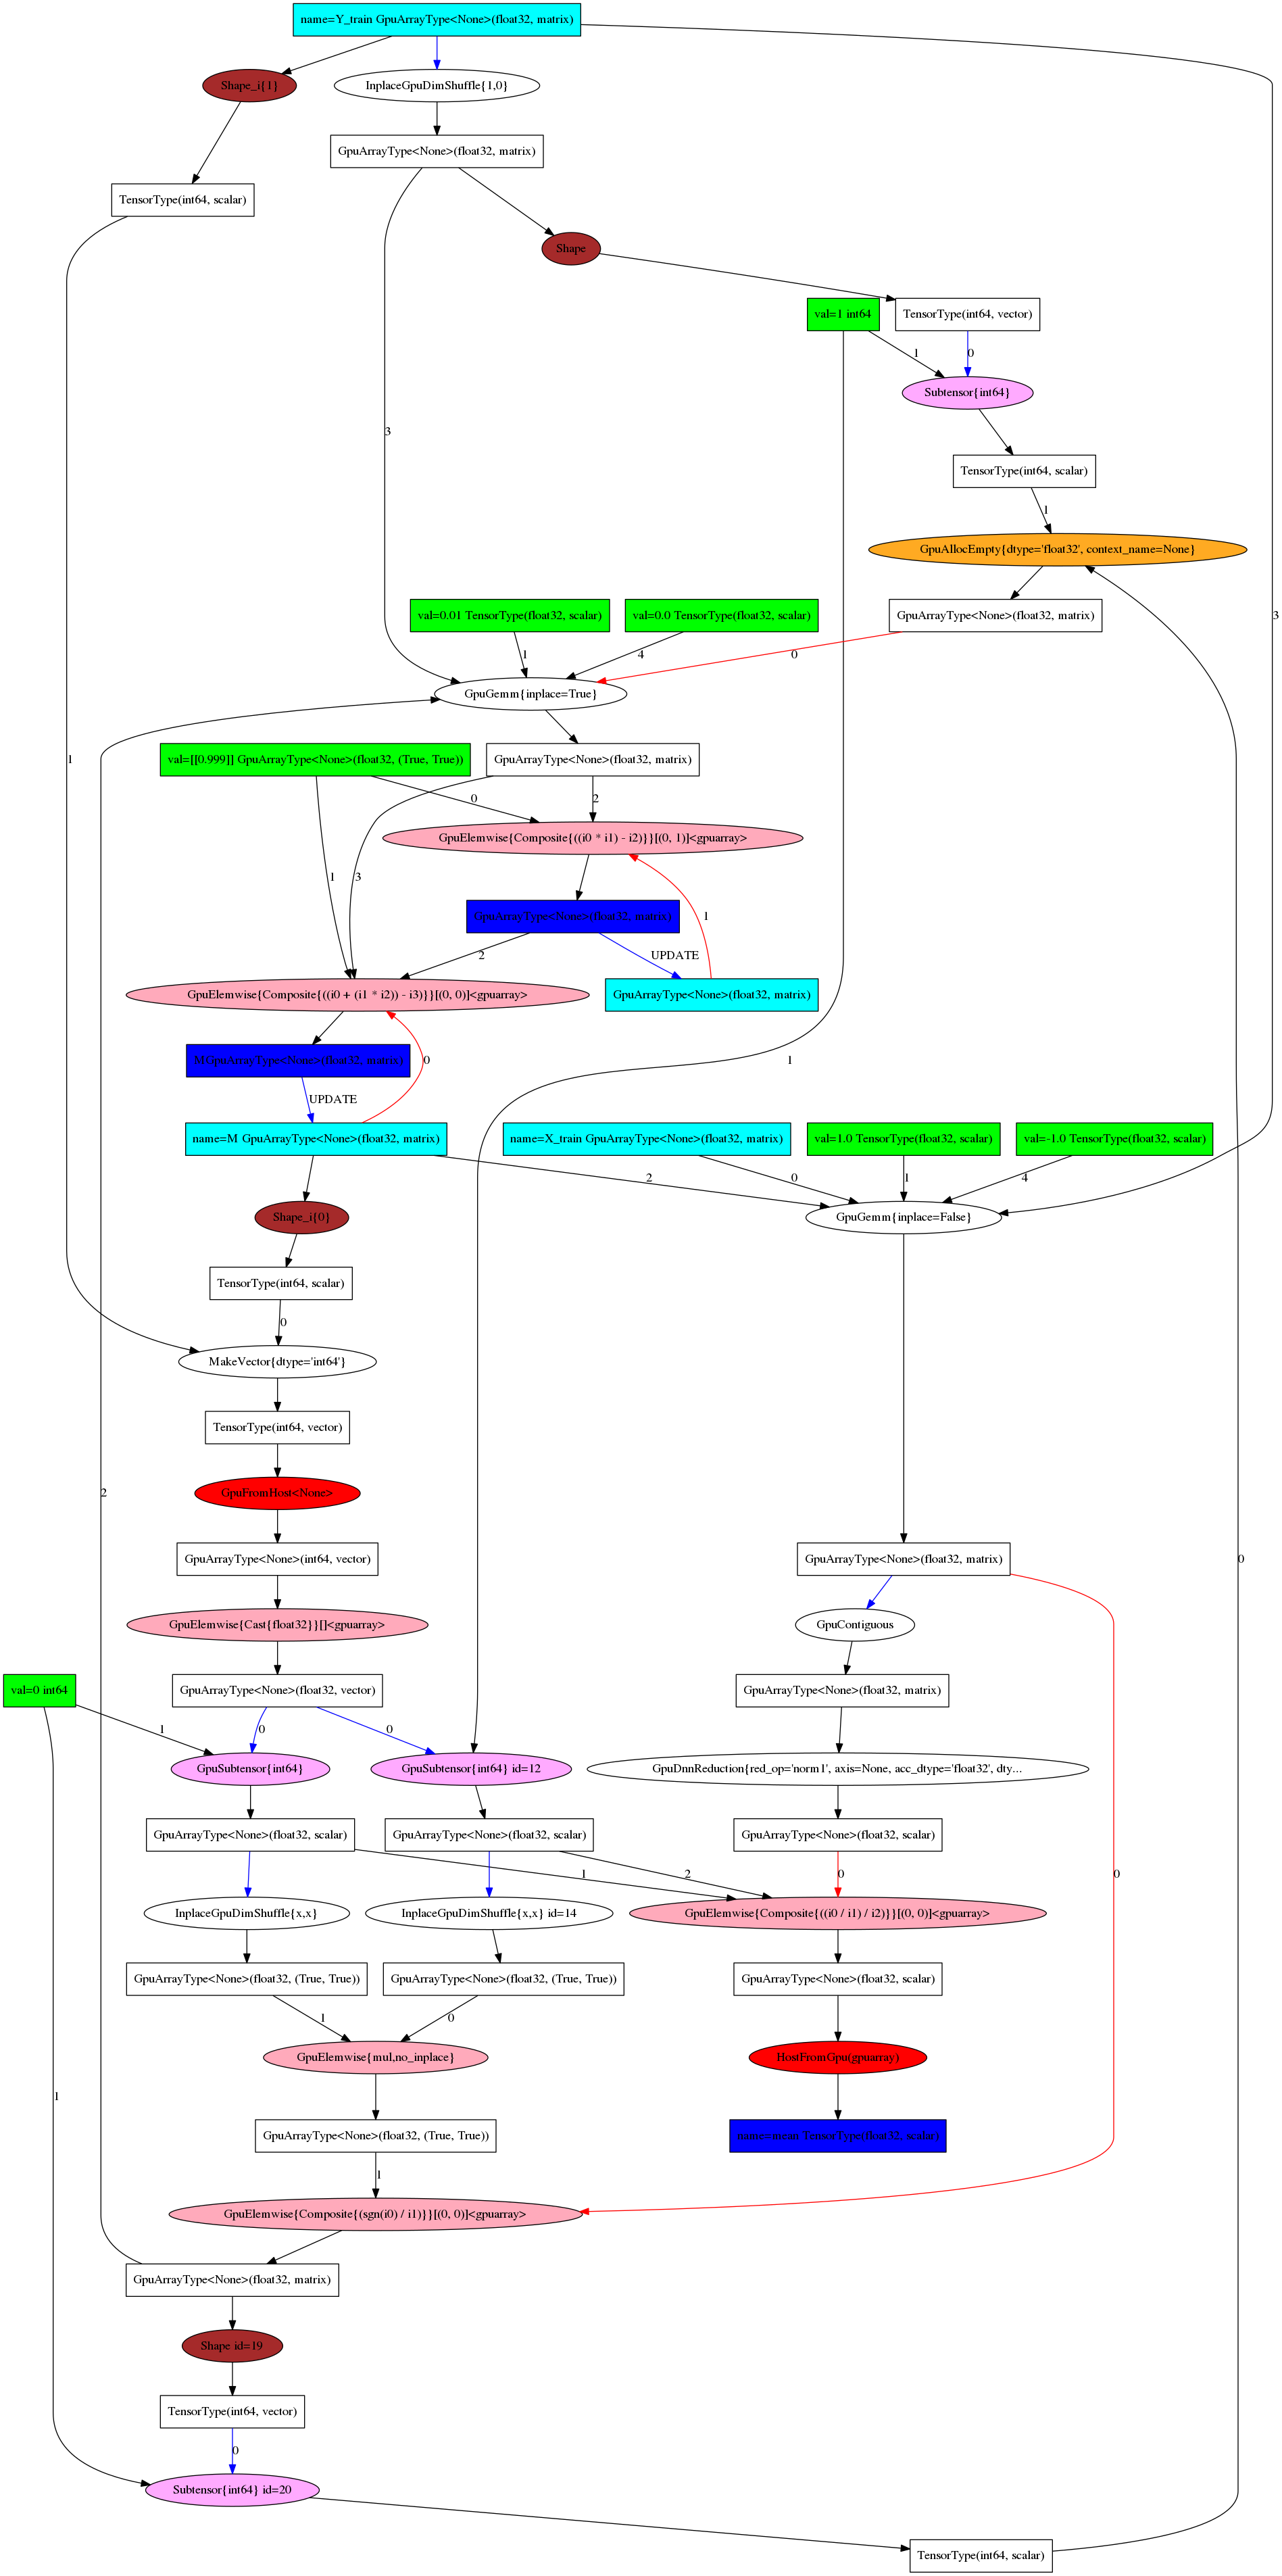 name=Y_train GpuArrayType<None>(float32, matrix)
Shape_i{1}
InplaceGpuDimShuffle{1,0}
GpuArrayType<None>(float32, matrix)
TensorType(int64, scalar)
Shape
val=1 int64
TensorType(int64, vector)
1
0
Subtensor{int64}
3
TensorType(int64, scalar)
1
GpuAllocEmpty{dtype='float32', context_name=None}
val=0.01 TensorType(float32, scalar)
val=0.0 TensorType(float32, scalar)
GpuArrayType<None>(float32, matrix)
3
1
4
0
GpuGemm{inplace=True}
1
val=[[0.999]] GpuArrayType<None>(float32, (True, True))
GpuArrayType<None>(float32, matrix)
0
2
GpuElemwise{Composite{((i0 * i1) - i2)}}[(0, 1)]<gpuarray>
1
3
GpuArrayType<None>(float32, matrix)
1
2
UPDATE
GpuElemwise{Composite{((i0 + (i1 * i2)) - i3)}}[(0, 0)]<gpuarray>
GpuArrayType<None>(float32, matrix)
MGpuArrayType<None>(float32, matrix)
0
1
UPDATE
name=M GpuArrayType<None>(float32, matrix)
name=X_train GpuArrayType<None>(float32, matrix)
val=1.0 TensorType(float32, scalar)
val=-1.0 TensorType(float32, scalar)
2
0
1
4
Shape_i{0}
GpuGemm{inplace=False}
TensorType(int64, scalar)
0
MakeVector{dtype='int64'}
TensorType(int64, vector)
2
GpuFromHost<None>
GpuArrayType<None>(int64, vector)
GpuArrayType<None>(float32, matrix)
0
GpuElemwise{Cast{float32}}[]<gpuarray>
GpuContiguous
val=0 int64
GpuArrayType<None>(float32, vector)
GpuArrayType<None>(float32, matrix)
1
0
0
GpuSubtensor{int64}
GpuSubtensor{int64} id=12
GpuDnnReduction{red_op='norm1', axis=None, acc_dtype='float32', dty...
GpuArrayType<None>(float32, scalar)
GpuArrayType<None>(float32, scalar)
GpuArrayType<None>(float32, scalar)
1
2
0
0
InplaceGpuDimShuffle{x,x}
InplaceGpuDimShuffle{x,x} id=14
GpuElemwise{Composite{((i0 / i1) / i2)}}[(0, 0)]<gpuarray>
GpuArrayType<None>(float32, (True, True))
GpuArrayType<None>(float32, (True, True))
GpuArrayType<None>(float32, scalar)
1
0
GpuElemwise{mul,no_inplace}
HostFromGpu(gpuarray)
1
GpuArrayType<None>(float32, (True, True))
name=mean TensorType(float32, scalar)
1
GpuElemwise{Composite{(sgn(i0) / i1)}}[(0, 0)]<gpuarray>
GpuArrayType<None>(float32, matrix)
Shape id=19
TensorType(int64, vector)
0
Subtensor{int64} id=20
TensorType(int64, scalar)